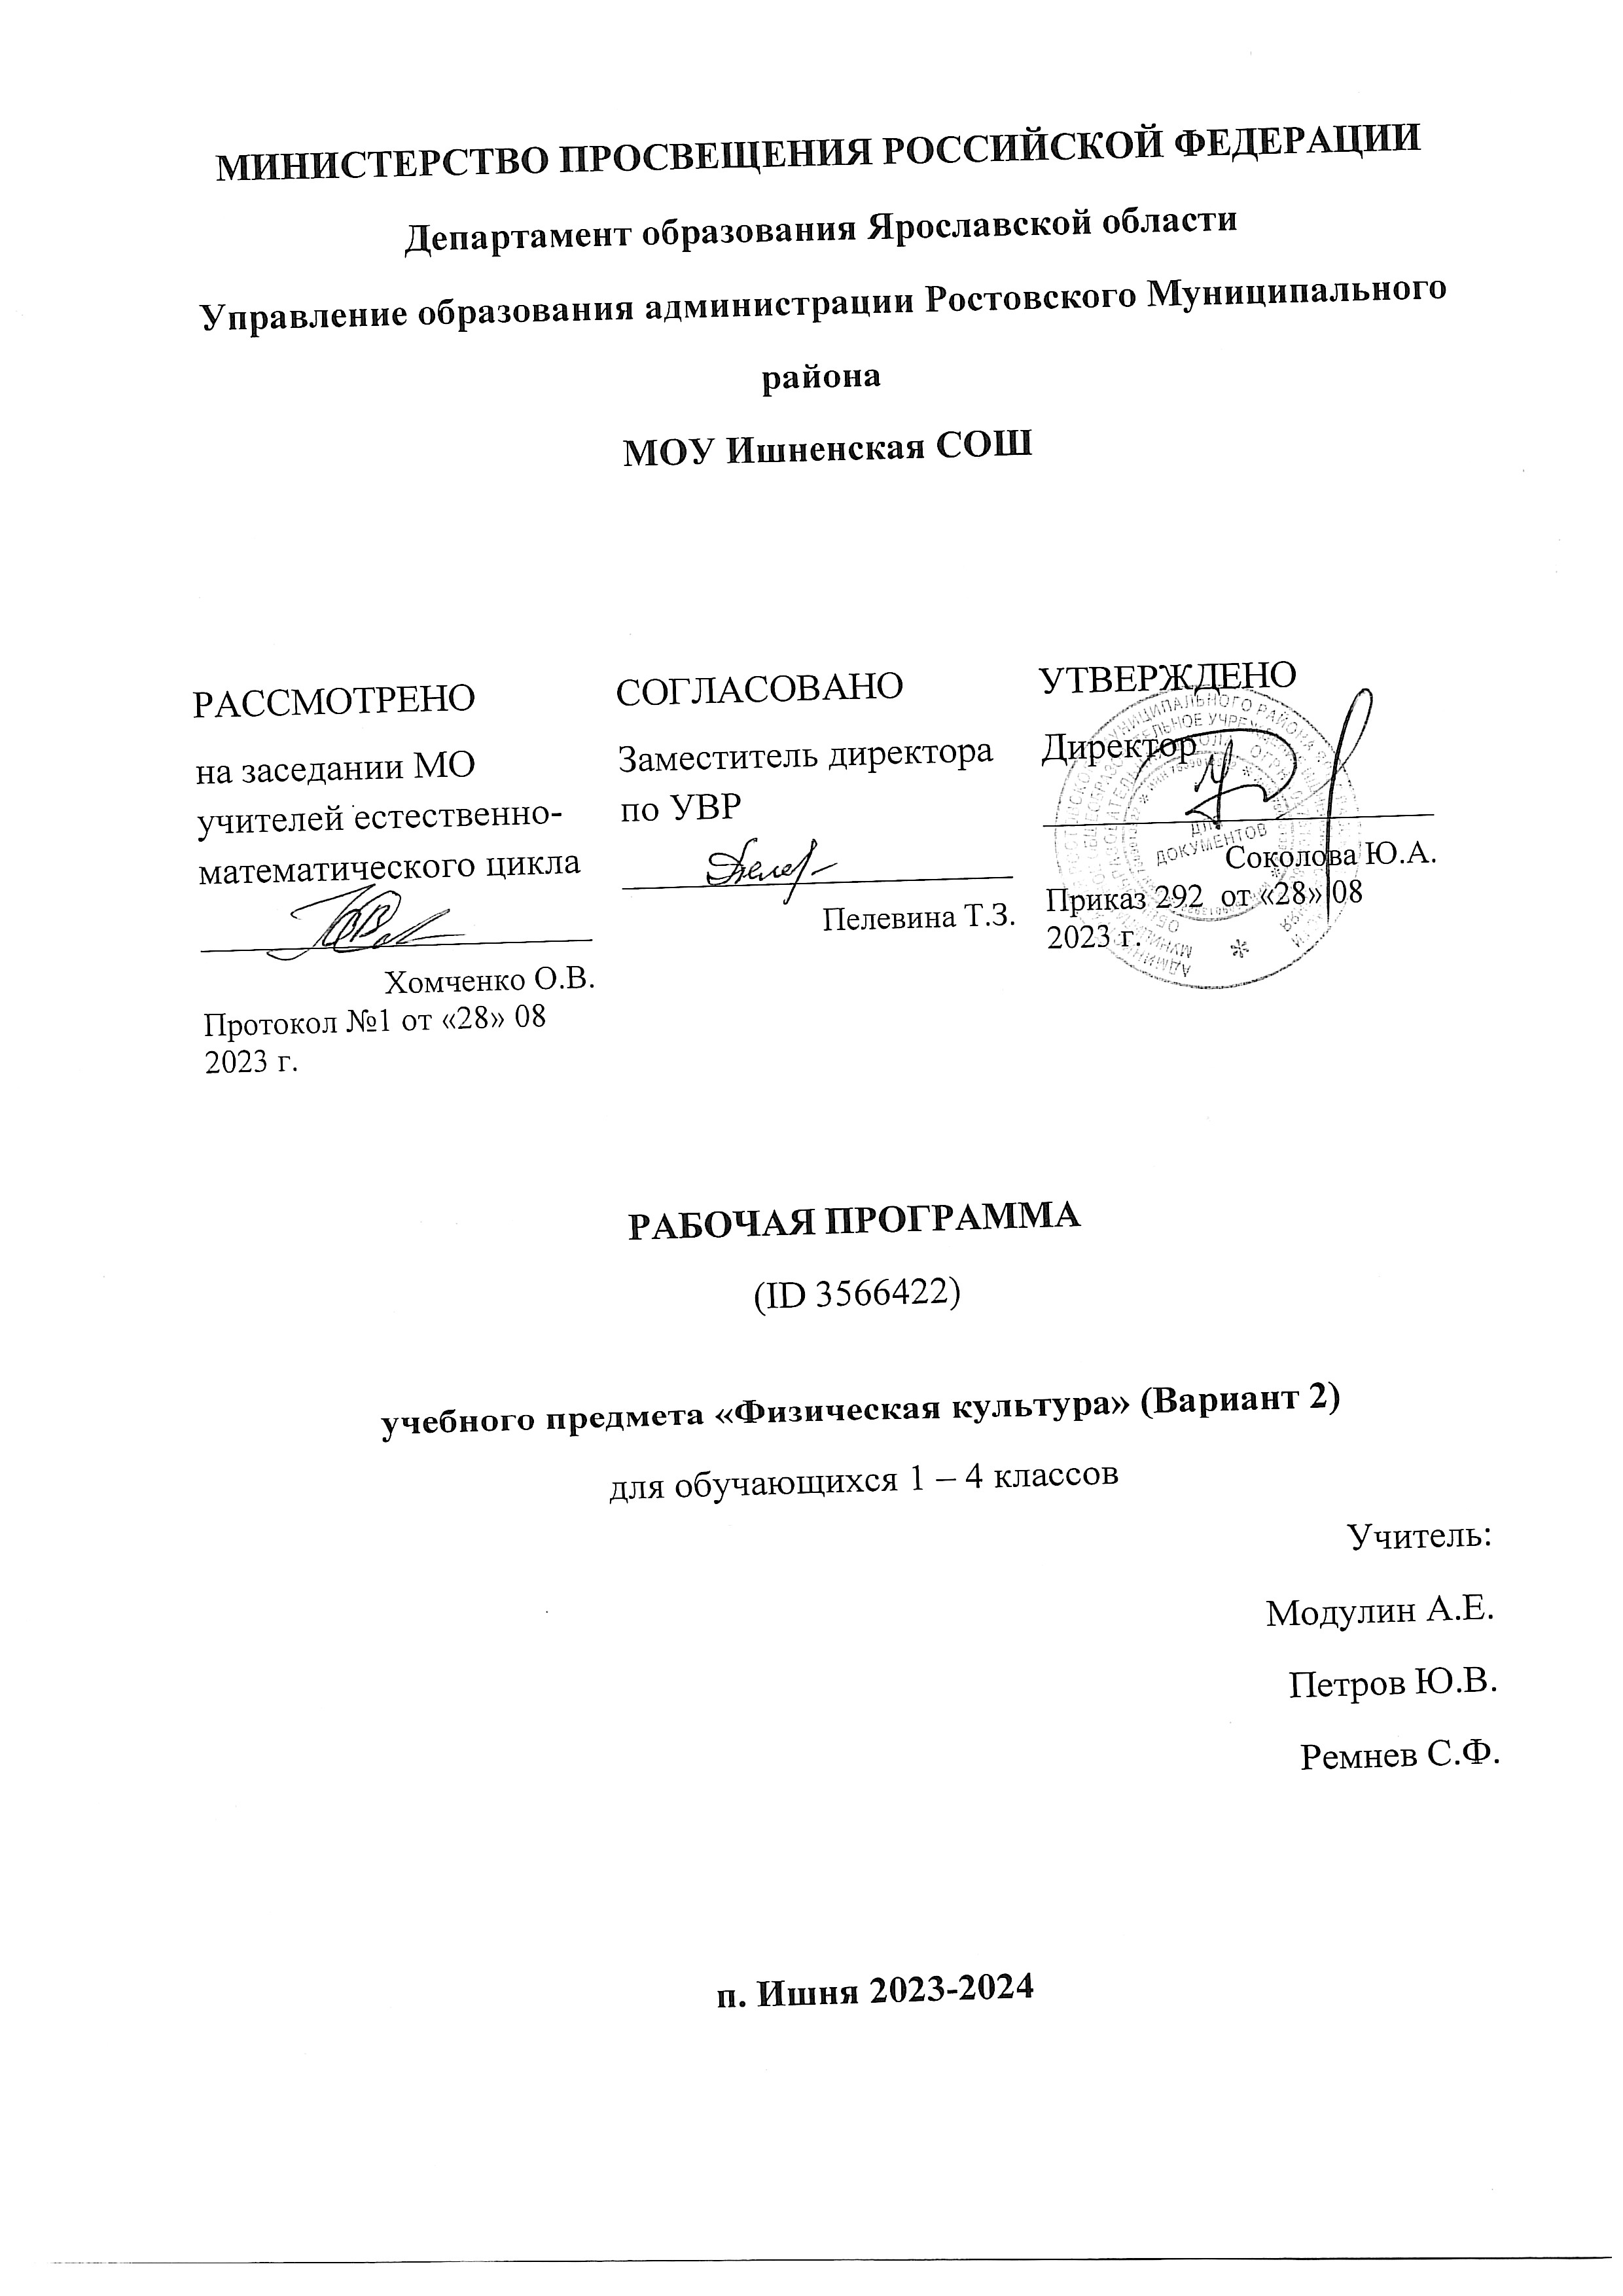 МИНИСТЕРСТВО ПРОСВЕЩЕНИЯ РОССИЙСКОЙ ФЕДЕРАЦИИ
Департамент образования Ярославской области
Управление образования администрации Ростовского Муниципального
района
МОУ Ишненская СОШ
РАССМОТРЕНО
на заседании МО
учителей естественно-
математического цикла
Хомченко О.В.
Протокол №1 от «28» 08
2023 г.
СОГЛАСОВАНО
Заместитель директора
по УВР
Пелевина Т.З.
УТВЕРЖДЕНО
Директор
ДЛЯ
ДОКУМЕНТОВ
Соколова Ю.А.
Приказ 292 от «28» 08
2023 г.
РАБОЧАЯ ПРОГРАММА
(ID 3566422)
учебного предмета «Физическая культура» (Вариант 2)
для обучающихся 1 – 4 классов
Учитель:
Модулин А.Е.
Петров Ю.В.
Ремнев С.Ф.
п. Ишня 2023-2024